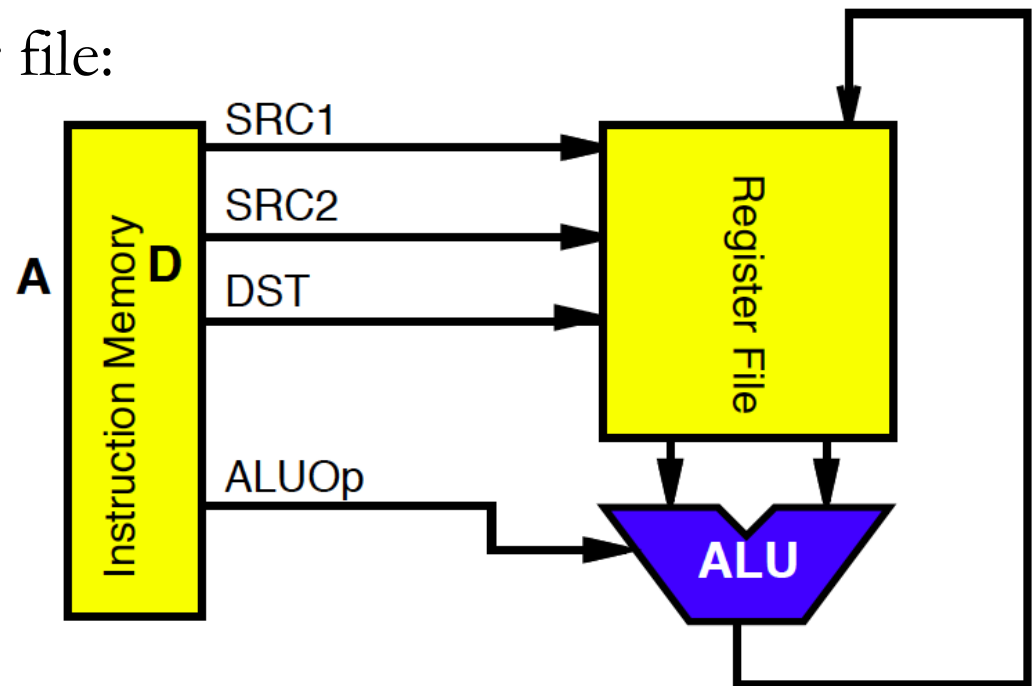 file:
SRC1
SRC2
DST
ALUOp
A
D
Instruction Memory
Register File
ALU